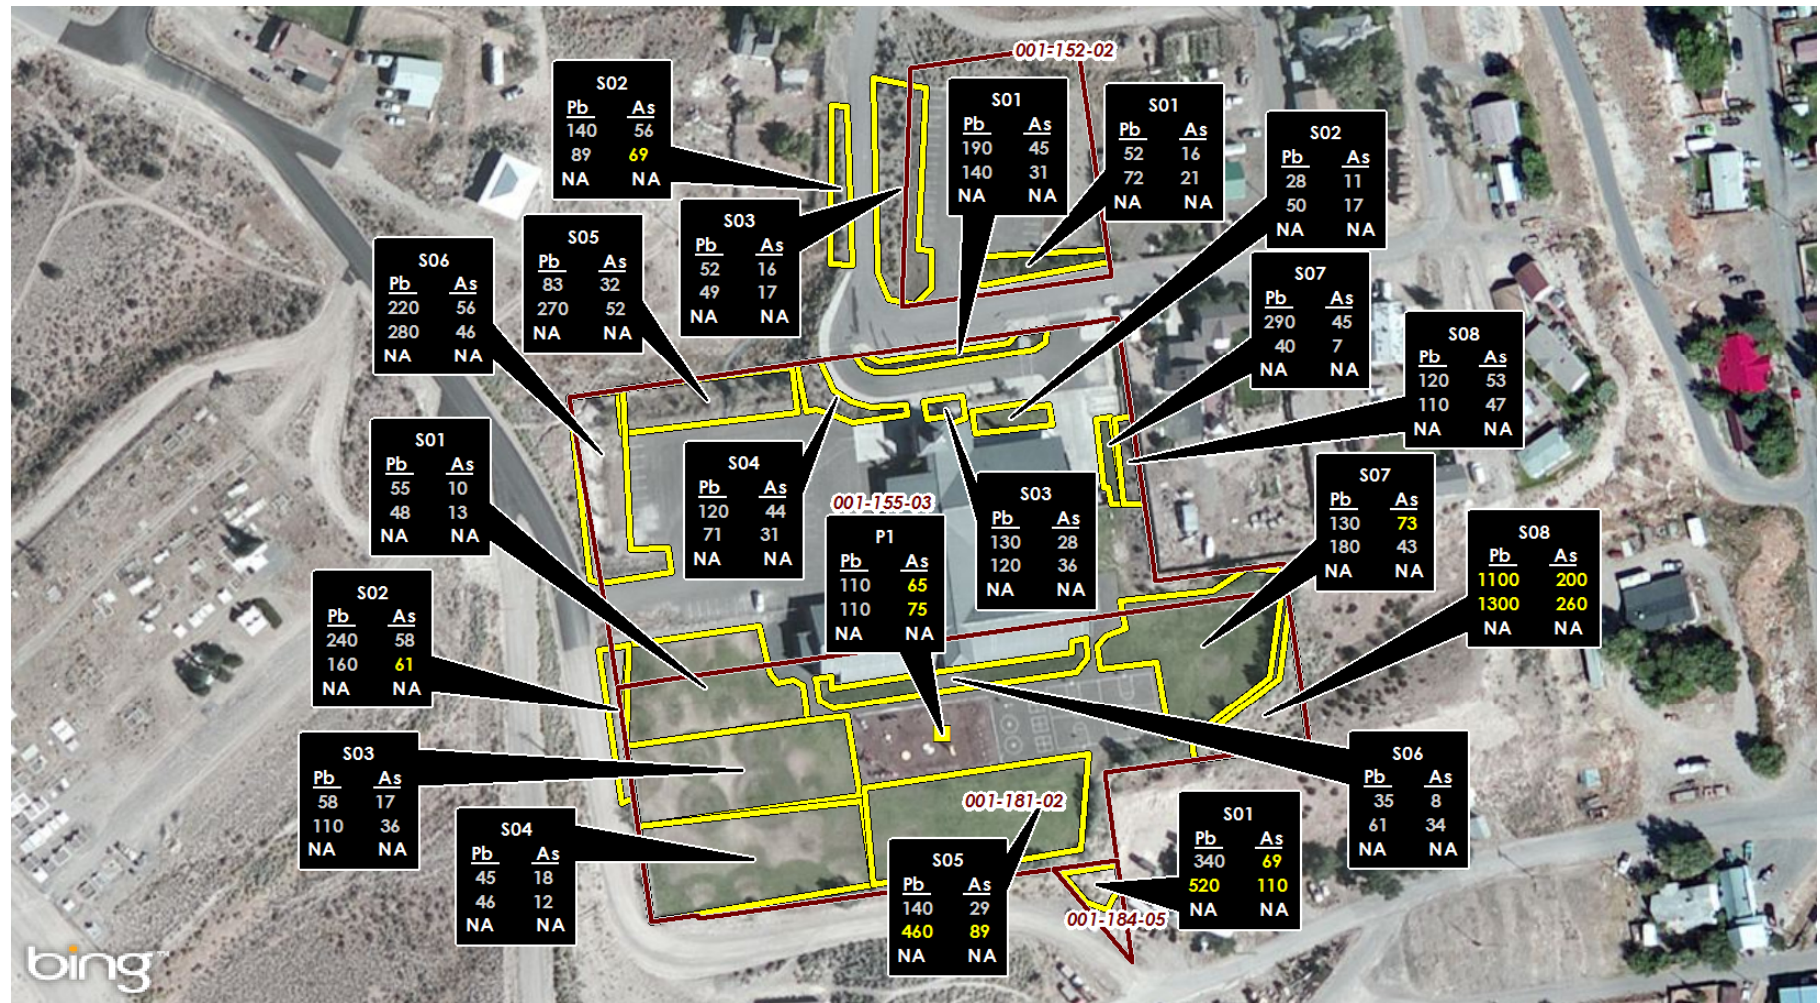 001-152-02
S02
Pb As
140 56
89 69
NA NA
S01
Pb As
190 45
140 31
NA NA
S01
Pb As
52 16
72 21
NA NA
S02
Pb As
28 11
50 17
NA NA
S03
Pb As
52 16
49 17
NA NA
S05
Pb As
83 32
270 52
NA NA
S06
Pb As
220 56
280 46
NA NA
S07
Pb As
290 45
40 7
NA NA
S08
Pb As
120 53
110 47
NA NA
S01
Pb As
55 10
48 13
NA NA
S04
Pb As
120 44
71 31
NA NA
001-155-03
P1
Pb As
110 65
110 75
NA NA
S03
Pb As
130 28
120 36
NA NA
S07
Pb As
130 73
180 43
NA NA
S08
Pb As
1100 200
1300 260
NA NA
S02
Pb As
240 58
160 61
NA NA
S03
Pb As
58 17
110 36
NA NA
S04
Pb As
45 18
46 12
NA NA
001-181-02
S05
Pb As
140 29
460 89
NA NA
S01
Pb As
340 69
520 110
NA NA
S06
Pb As
35 8
61 34
NA NA
001-184-05
bing™